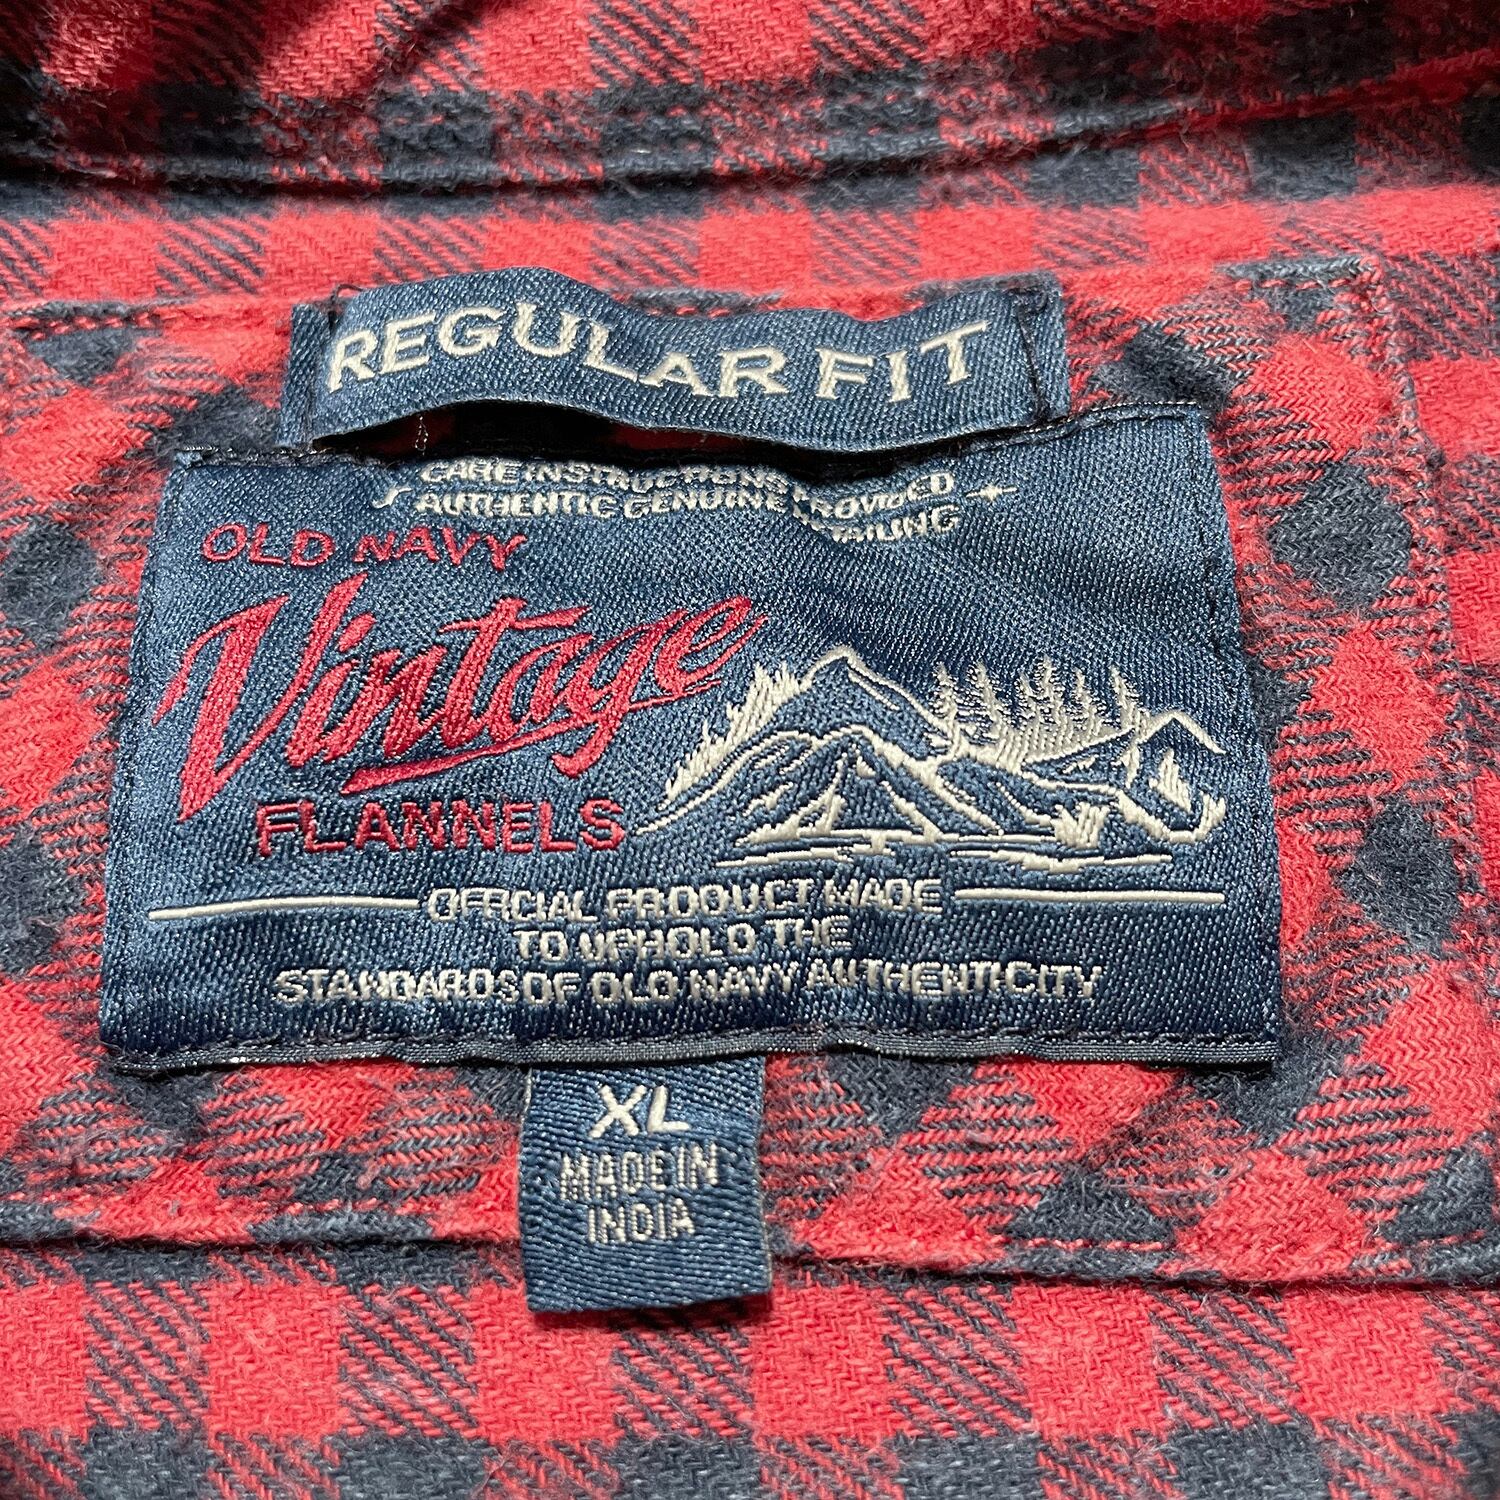 REGULAR FIT
CARE INSTRUCTIONS PROVIDED
AUTHENTIC GENUINE
OLD NAVY
Vintage
FLANNELS
OFFICIAL PRODUCT MADE
TO UPHOLD THE
STANDARDS OF OLD NAVY AUTHENTICITY
XL
MADE IN
INDIA